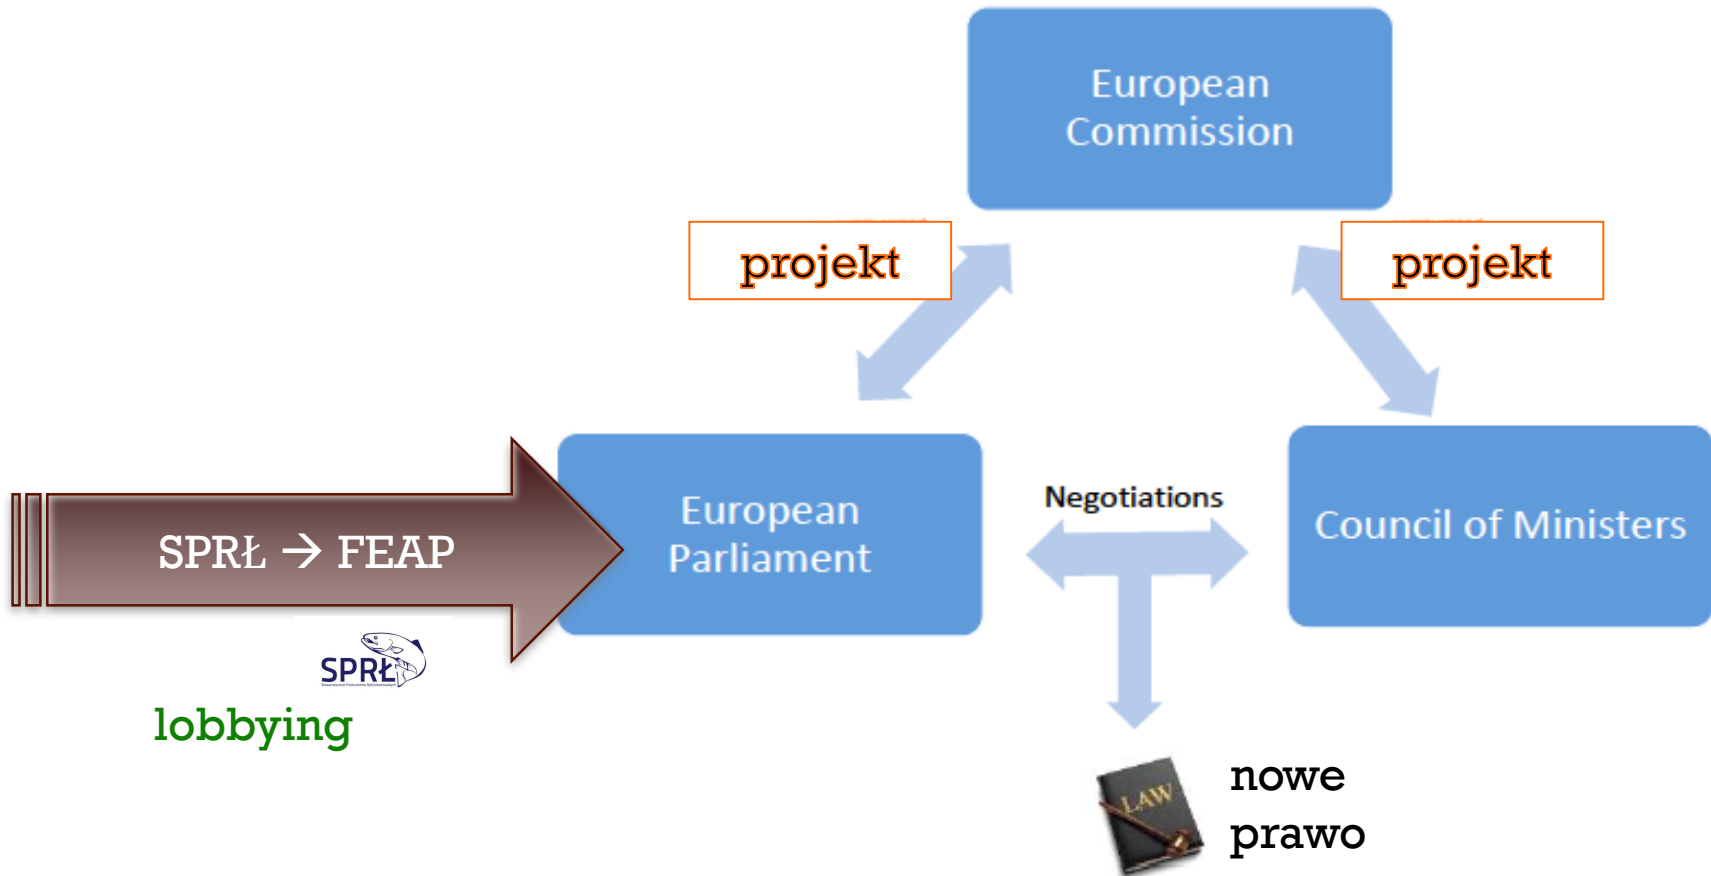 European
Commission
projekt
projekt
Negotiations
European
Parliament
Council of Ministers
SPRŁ → FEAP
SPRŁ
lobbying
LAW
nowe
prawo